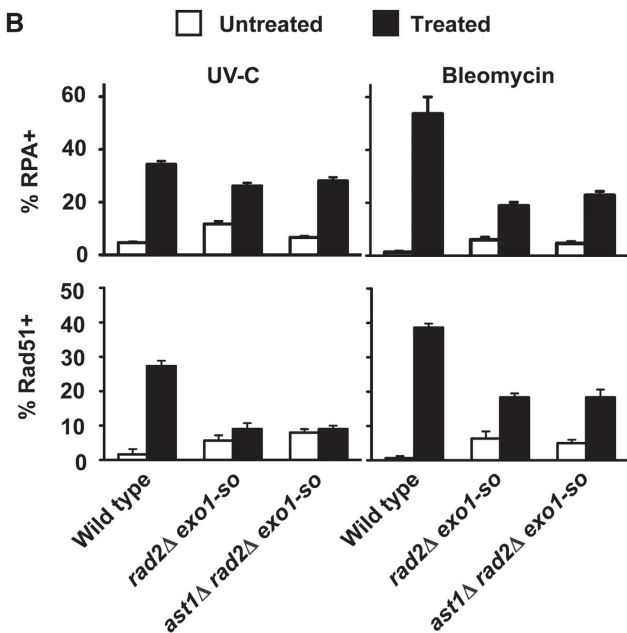 B
Untreated Treated
UV-C Bleomycin
% RPA+
60
40
20
0
% Rad51+
50
40
30
20
10
0
Wild type
rad2Δ exo1-so
ast1Δ rad2Δ exo1-so
Wild type
rad2Δ exo1-so
ast1Δ rad2Δ exo1-so